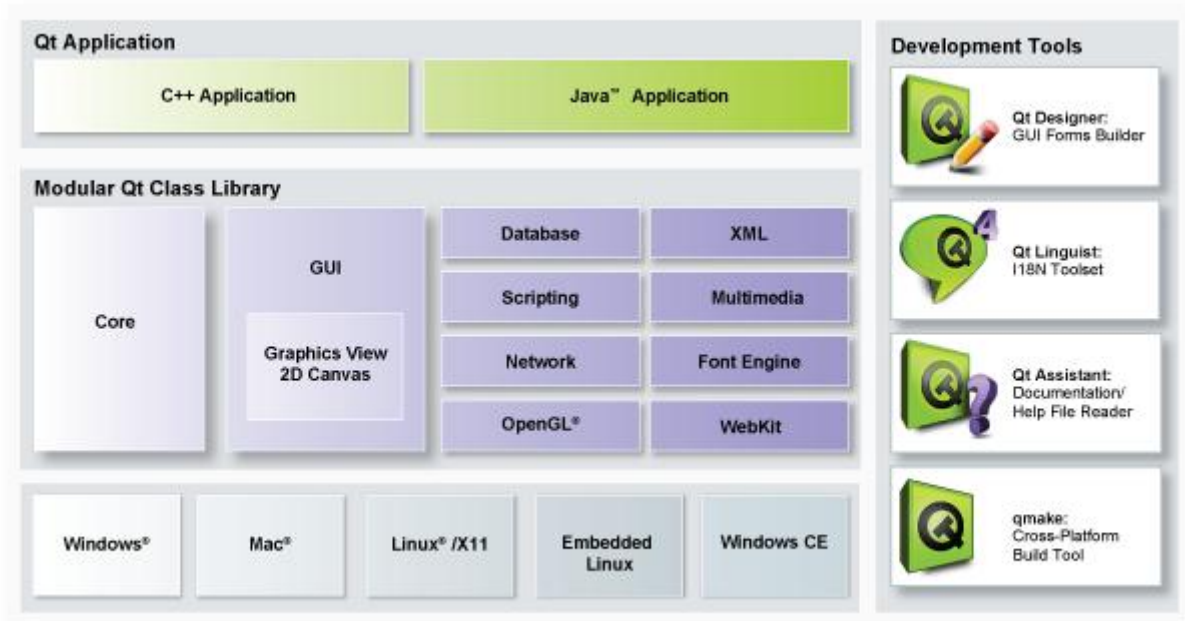 Qt Application
C++ Application
Java™ Application
Modular Qt Class Library
Core
GUI
Graphics View
2D Canvas
Database
XML
Scripting
Multimedia
Network
Font Engine
OpenGL®
WebKit
Windows®
Mac®
Linux® /X11
Embedded
Linux
Windows CE
Development Tools
Qt Designer:
GUI Forms Builder
4
Qt Linguist:
I18N Toolset
?
Qt Assistant:
Documentation/
Help File Reader
qmake:
Cross-Platform
Build Tool